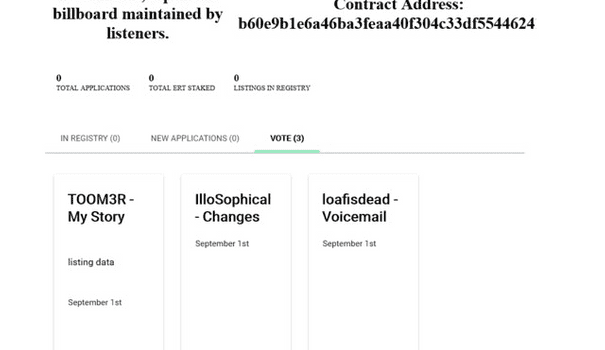 billboard maintained by
listeners.
Contract Address:
b60e9b1e6a46ba3feaa40f304c33df5544624
0
TOTAL APPLICATIONS
0
TOTAL ERT STAKED
0
LISTINGS IN REGISTRY
IN REGISTRY (0)
NEW APPLICATIONS (0)
VOTE (3)
TOOM3R -
My Story
listing data
September 1st
IlloSophical
- Changes
September 1st
loafisdead -
Voicemail
September 1st